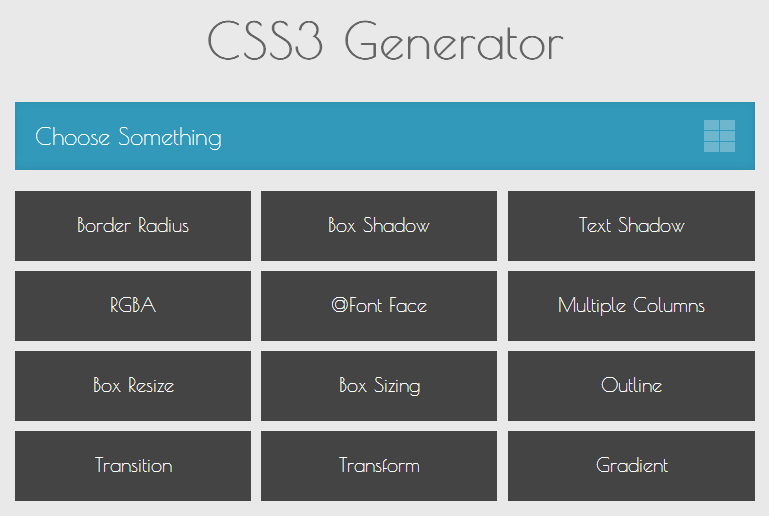 CSS3 Generator
Choose Something
Border Radius
Box Shadow
Text Shadow
RGBA
@Font Face
Multiple Columns
Box Resize
Box Sizing
Outline
Transition
Transform
Gradient